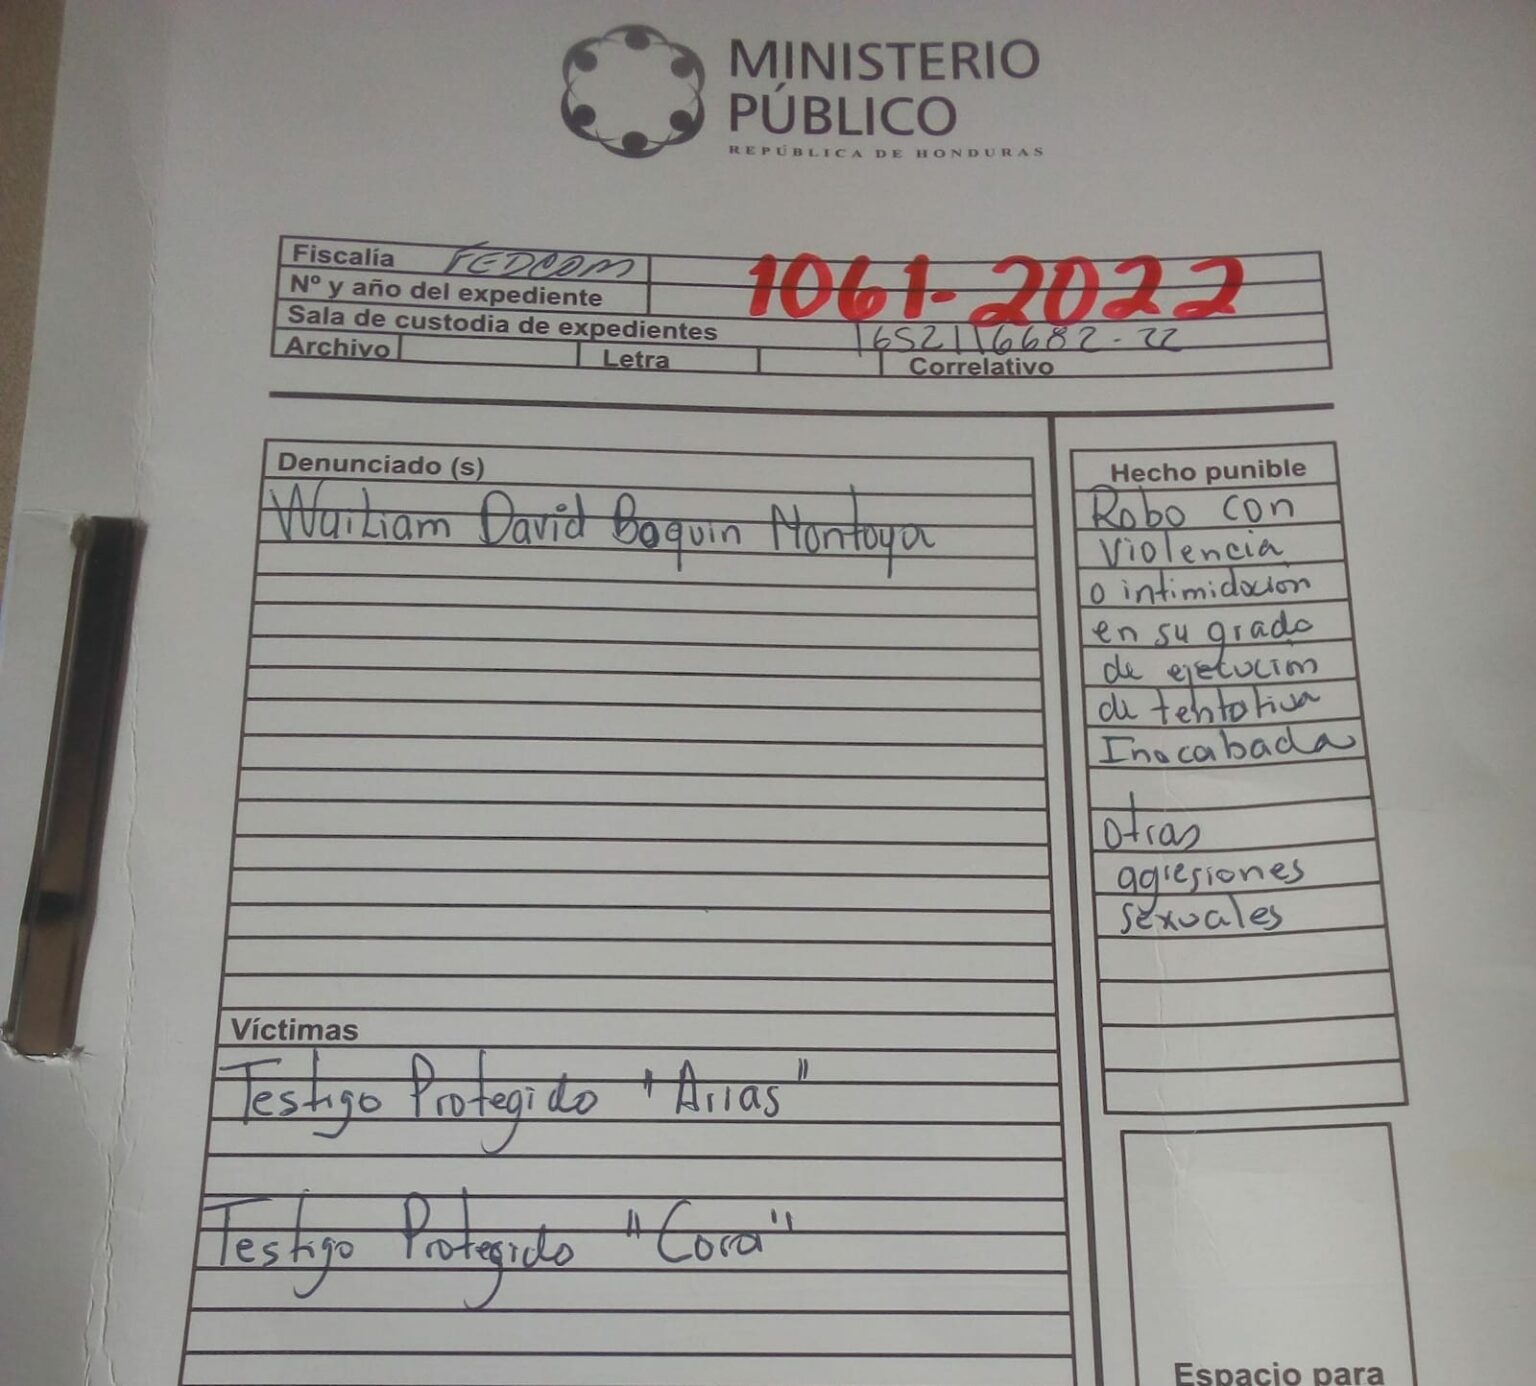 MINISTERIO
PÚBLICO
REPÚBLICA DE HONDURAS
Fiscalía FEDCOM
Nº y año del expediente 1061-2022
Sala de custodia de expedientes 1652116682-22
Archivo Letra Correlativo
Denunciado (s)
Wailiam David Boquin Montoya
Hecho punible
Robo con
Violencia
o intimidación
en su grado
de ejecución
de tentativa
Inacabada
Otras
agresiones
sexuales
Víctimas
Testigo Protegido "Arias"
Testigo Protegido "Cora"
Espacio para